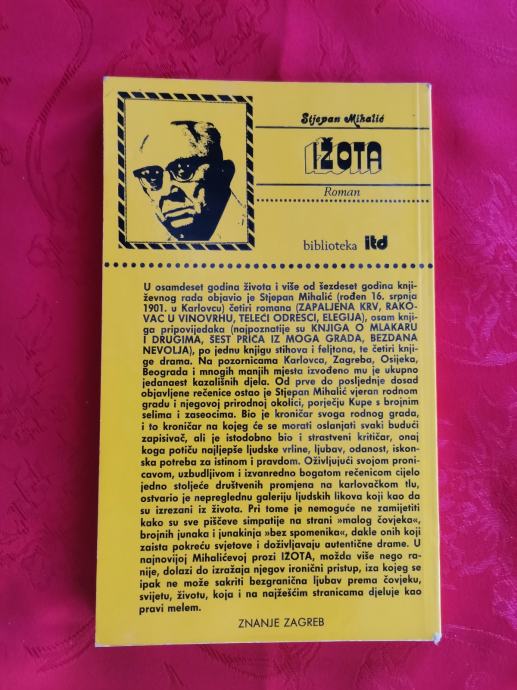 Stjepan Mihalić
IŽOTA
Roman
biblioteka itd
U osamdeset godina života i više od šezdeset godina knji-
ževnog rada objavio je Stjepan Mihalić (rođen 16. srpnja
1901. u Karlovcu) četiri romana (ZAPALJENA KRV, RAKO-
VAC U VINOVRHU, TELEĆI ODRESCI, ELEGIJA), osam knji-
ga pripovijedaka (najpoznatije su KNJIGA O MLAKARU
I DRUGIMA, ŠEST PRIČA IZ MOGA GRADA, BEZDANA
NEVOLJA), po jednu knjigu stihova i feljtona, te četiri knji-
ge drama. Na pozornicama Karlovca, Zagreba, Osijeka,
Beograda i mnogih manjih mjesta izvođeno mu je ukupno
jedanaest kazališnih djela. Od prve do posljednje dosad
objavljene rečenice ostao je Stjepan Mihalić vjeran rodnom
gradu i njegovoj prirodnoj okolici, porječju Kupe s brojnim
selima i zaseocima. Bio je kroničar svoga rodnog grada,
i to kroničar na kojeg će se morati oslanjati svaki budući
zapisivač, ali je istodobno bio i strastveni kritičar, onaj
koga potiču najljepše ljudske vrline, ljubav, odanost, iskon-
ska potreba za istinom i pravdom. Oživljujući svojom proni-
cavom, uzbudljivom i izvanredno bogatom rečenicom cijelo
jedno stoljeće društvenih promjena na karlovačkom tlu,
ostvario je nepreglednu galeriju ljudskih likova koji kao da
su izrezani iz života. Pri tome je nemoguće ne zamijetiti
kako su sve piščeve simpatije na strani »malog čovjeka«,
brojnih junaka i junakinja »bez spomenika«, dakle onih koji
zaista pokreću svjetove i doživljavaju autentične drame. U
najnovijoj Mihalićevoj prozi IŽOTA, možda više nego ra-
nije, dolazi do izražaja njegov ironični pristup, iza kojeg se
ipak ne može sakriti bezgranična ljubav prema čovjeku,
svijetu, životu, koja i na najžešćim stranicama djeluje kao
pravi melem.
ZNANJE ZAGREB